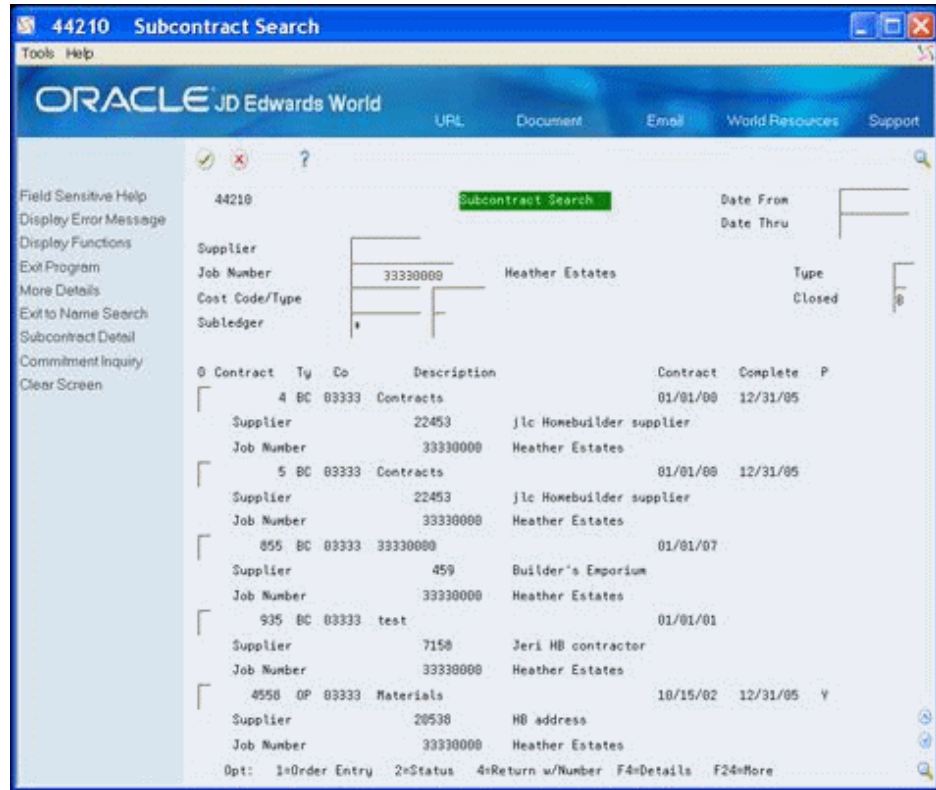 44210 Subcontract Search
Tools Help
ORACLE JD Edwards World
URL Document Email World Resources Support
?
Field Sensitive Help
Display Error Message
Display Functions
Exit Program
More Details
Exit to Name Search
Subcontract Detail
Commitment Inquiry
Clear Screen
44210 Subcontract Search Date From
Date Thru
Supplier
Job Number 33330000 Heather Estates Type
Cost Code/Type Closed
Subledger *
O Contract Ty Co Description Contract Complete P
4 BC 03333 Contracts 01/01/00 12/31/05
Supplier 22453 jlc Homebuilder supplier
Job Number 33330000 Heather Estates
5 BC 03333 Contracts 01/01/00 12/31/05
Supplier 22453 jlc Homebuilder supplier
Job Number 33330000 Heather Estates
855 BC 03333 33330000 01/01/07
Supplier 459 Builder's Emporium
Job Number 33330000 Heather Estates
935 BC 03333 test 01/01/01
Supplier 7158 Jeri HB contractor
Job Number 33330000 Heather Estates
4558 OP 03333 Materials 10/15/02 12/31/05 Y
Supplier 20538 HB address
Job Number 33330000 Heather Estates
Opt: 1=Order Entry 2=Status 4=Return w/Number F4=Details F24=More